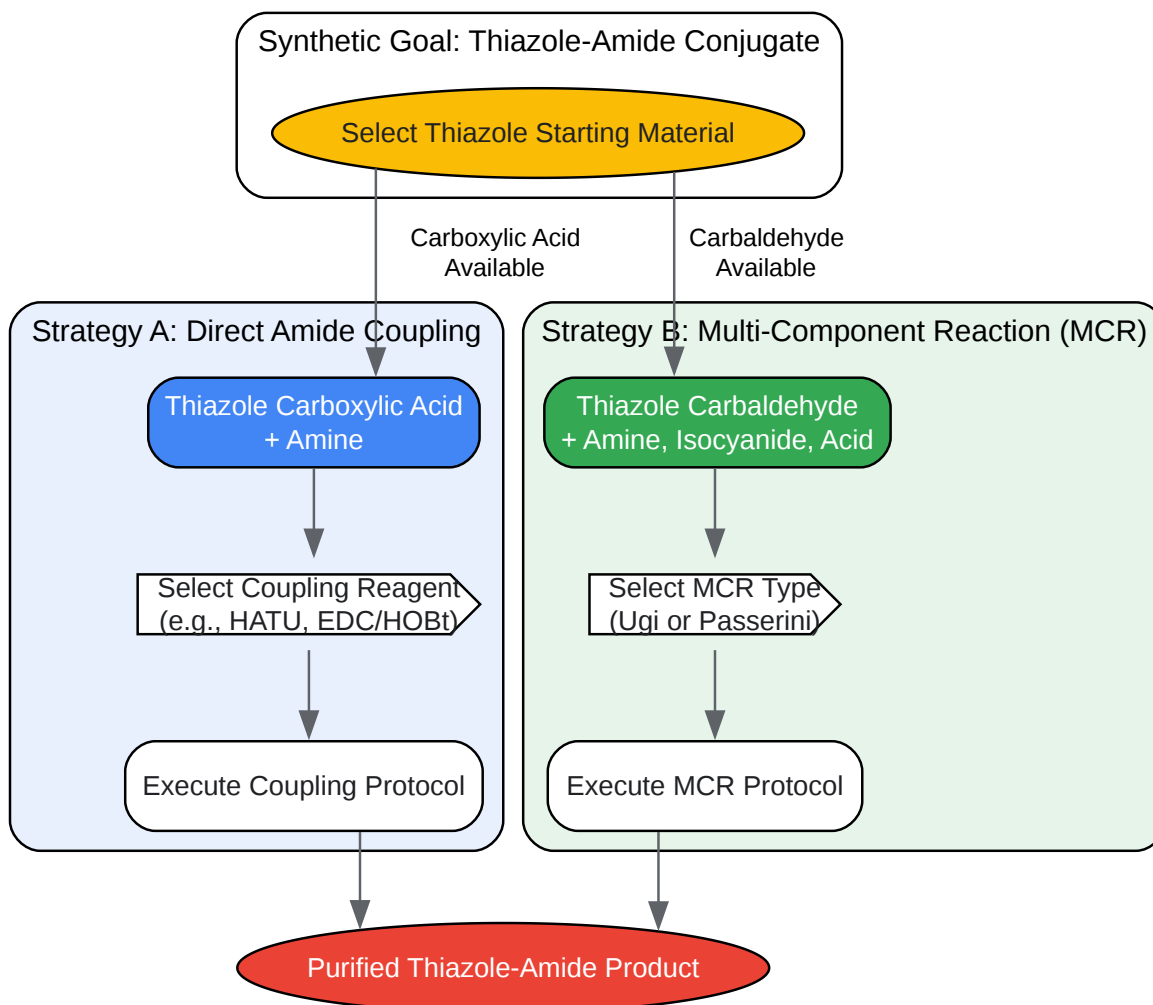 Synthetic Goal: Thiazole-Amide Conjugate
Select Thiazole Starting Material
Carboxylic Acid
Available
Carbaldehyde
Available
Strategy A: Direct Amide Coupling
Thiazole Carboxylic Acid
+ Amine
Select Coupling Reagent
(e.g., HATU, EDC/HOBt)
Execute Coupling Protocol
Strategy B: Multi-Component Reaction (MCR)
Thiazole Carbaldehyde
+ Amine, Isocyanide, Acid
Select MCR Type
(Ugi or Passerini)
Execute MCR Protocol
Purified Thiazole-Amide Product